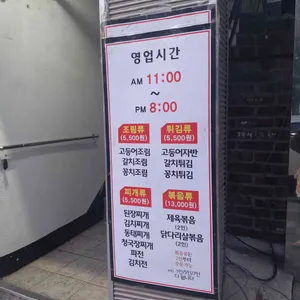 영업시간
AM 11:00
~
PM 8:00
조림류
(5,500원)
고등어조림
갈치조림
꽁치조림
튀김류
(5,500원)
고등어자반
갈치튀김
꽁치튀김
찌개류
(5,500원)
된장찌개
김치찌개
동태찌개
청국장찌개
파전
김치전
볶음류
(13,000원)
제육볶음
(2인)
닭다리살볶음
(2인)